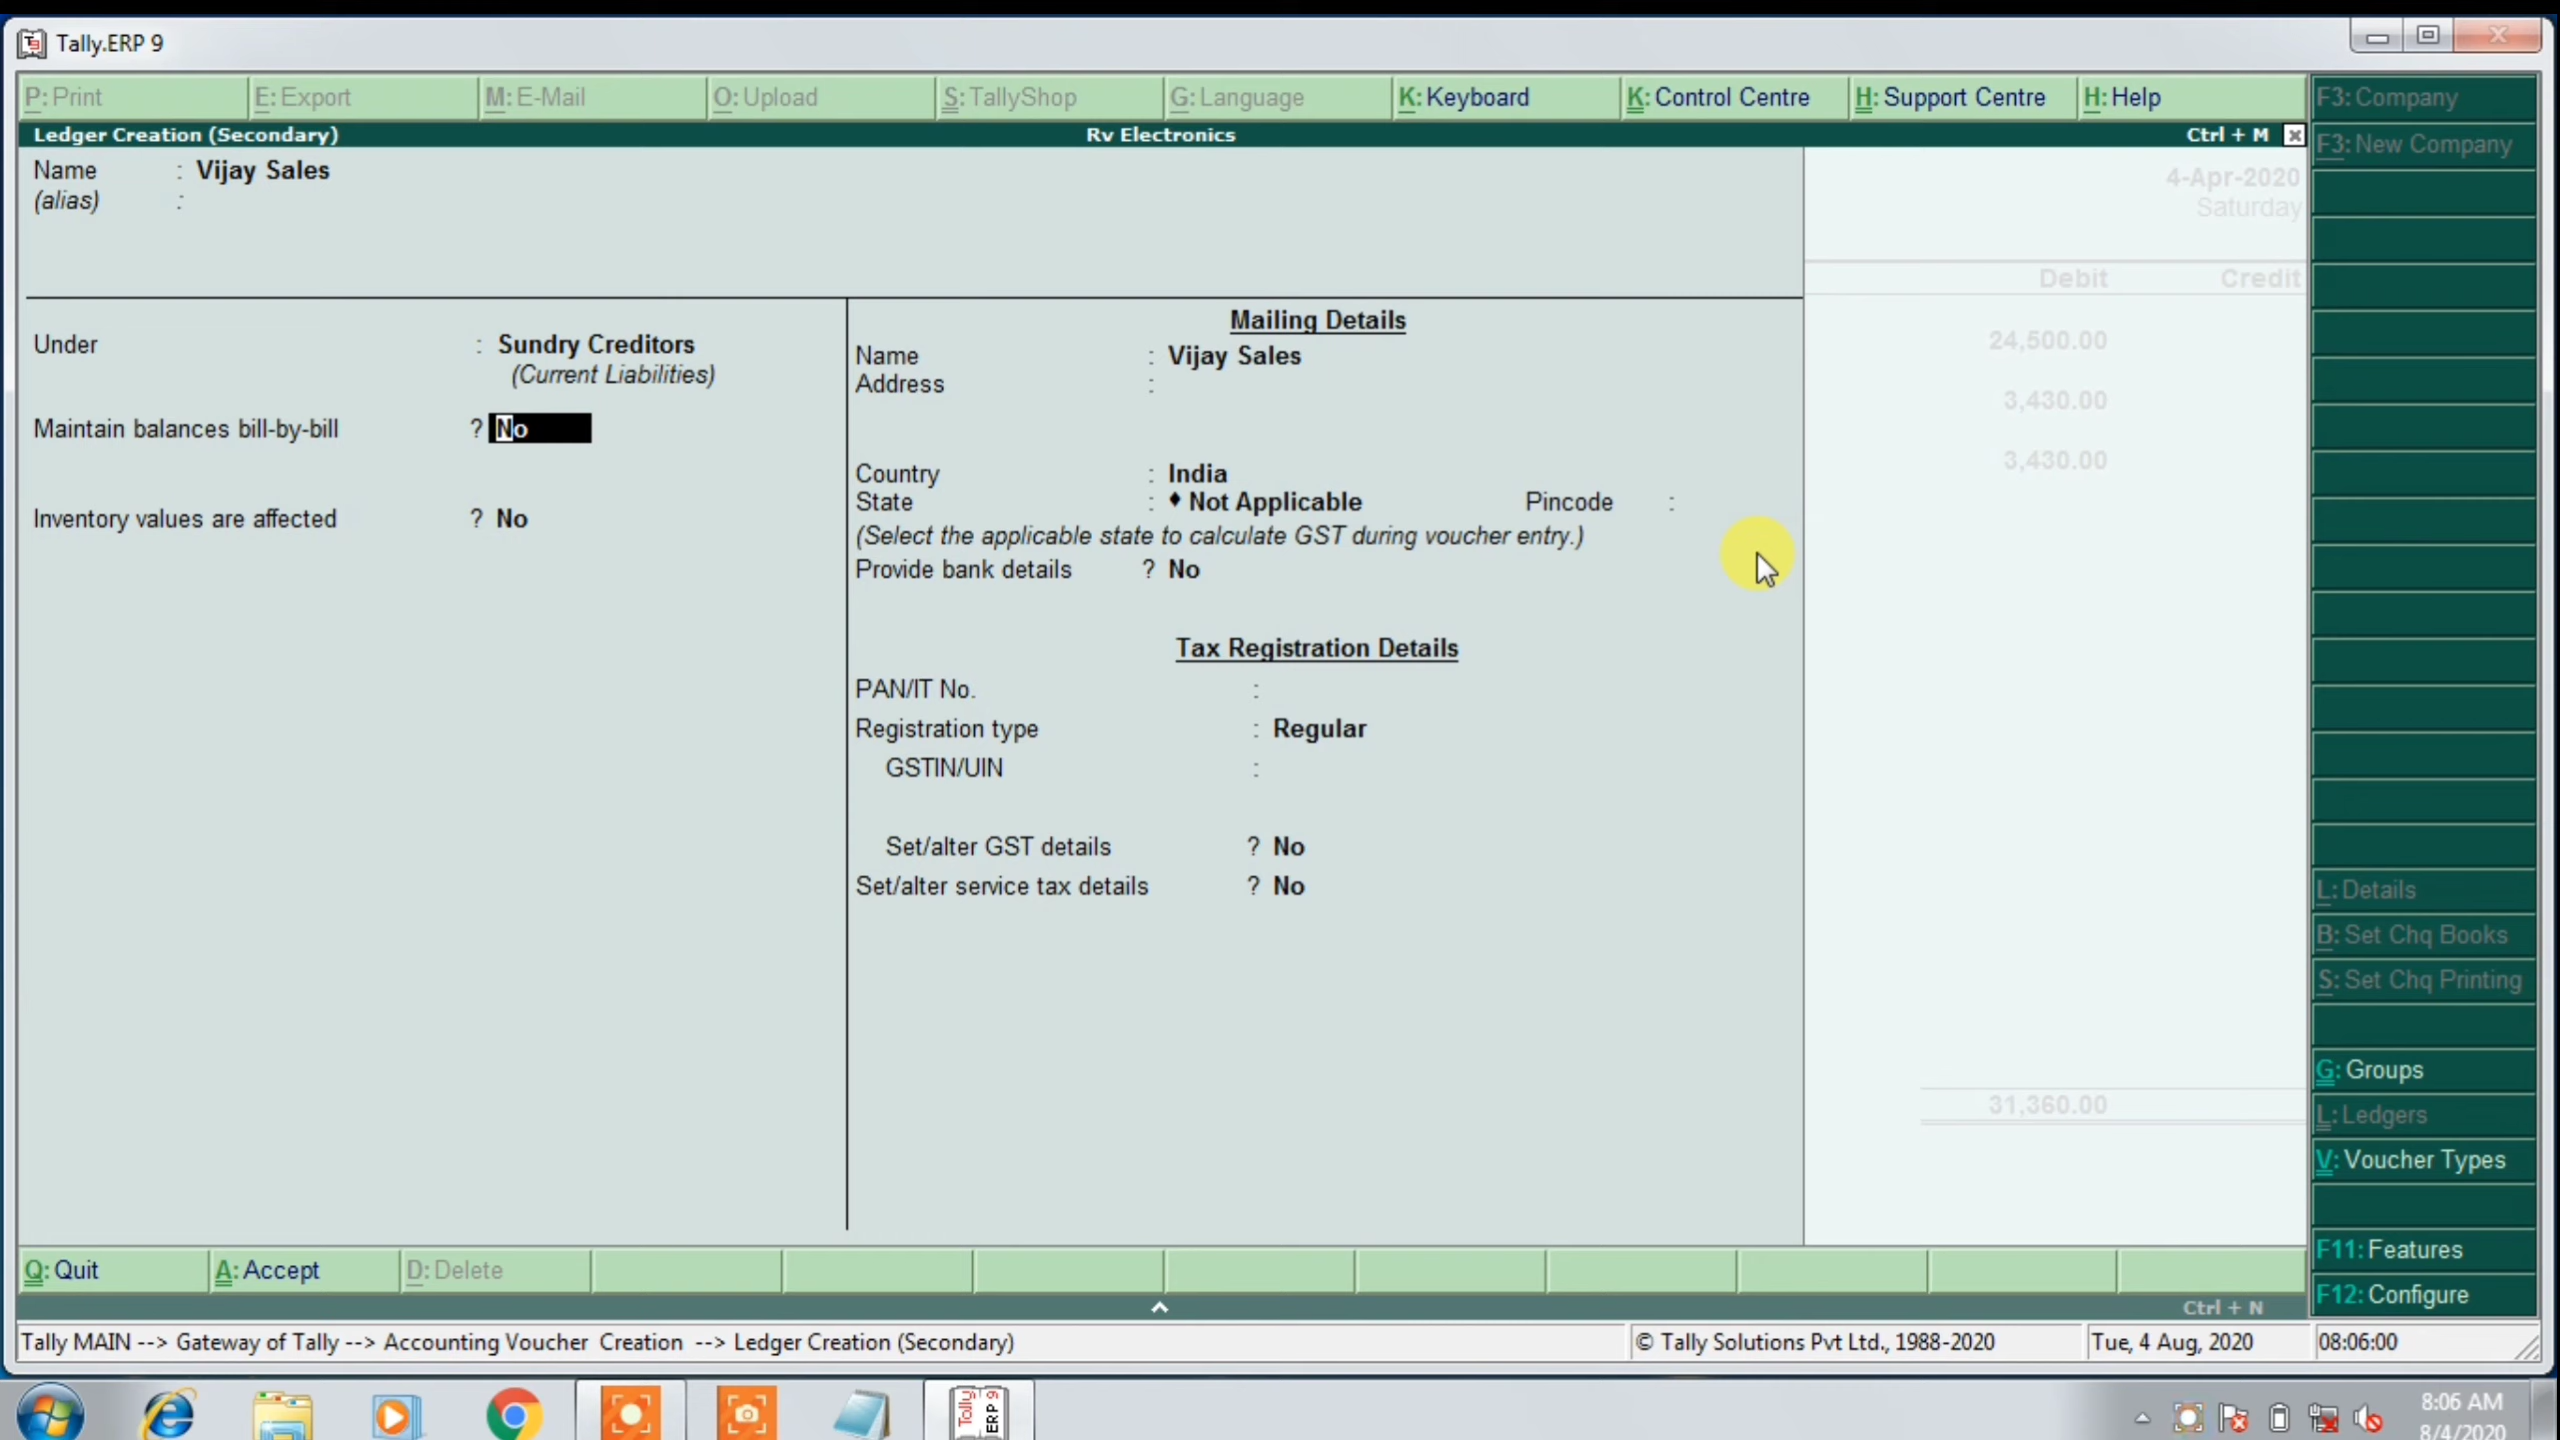 Tally.ERP 9
P: Print E: Export M: E-Mail O: Upload S: TallyShop G: Language K: Keyboard K: Control Centre H: Support Centre H: Help F3: Company
Ledger Creation (Secondary) Rv Electronics Ctrl + M F3: New Company
Name : Vijay Sales
(alias) :
4-Apr-2020
Saturday
Debit Credit
Under : Sundry Creditors
(Current Liabilities)
Maintain balances bill-by-bill ? No
Inventory values are affected ? No
Mailing Details
Name : Vijay Sales
Address :
Country : India
State : ♦ Not Applicable Pincode :
(Select the applicable state to calculate GST during voucher entry.)
Provide bank details ? No
Tax Registration Details
PAN/IT No. :
Registration type : Regular
GSTIN/UIN :
Set/alter GST details ? No
Set/alter service tax details ? No
24,500.00
3,430.00
3,430.00
31,360.00
L: Details
B: Set Chq Books
S: Set Chq Printing
G: Groups
L: Ledgers
V: Voucher Types
F11: Features
F12: Configure
Q: Quit A: Accept D: Delete
Ctrl + N
Tally MAIN --> Gateway of Tally --> Accounting Voucher Creation --> Ledger Creation (Secondary) © Tally Solutions Pvt Ltd., 1988-2020 Tue, 4 Aug, 2020 08:06:00
Tally
ERP 9
8:06 AM
8/4/2020